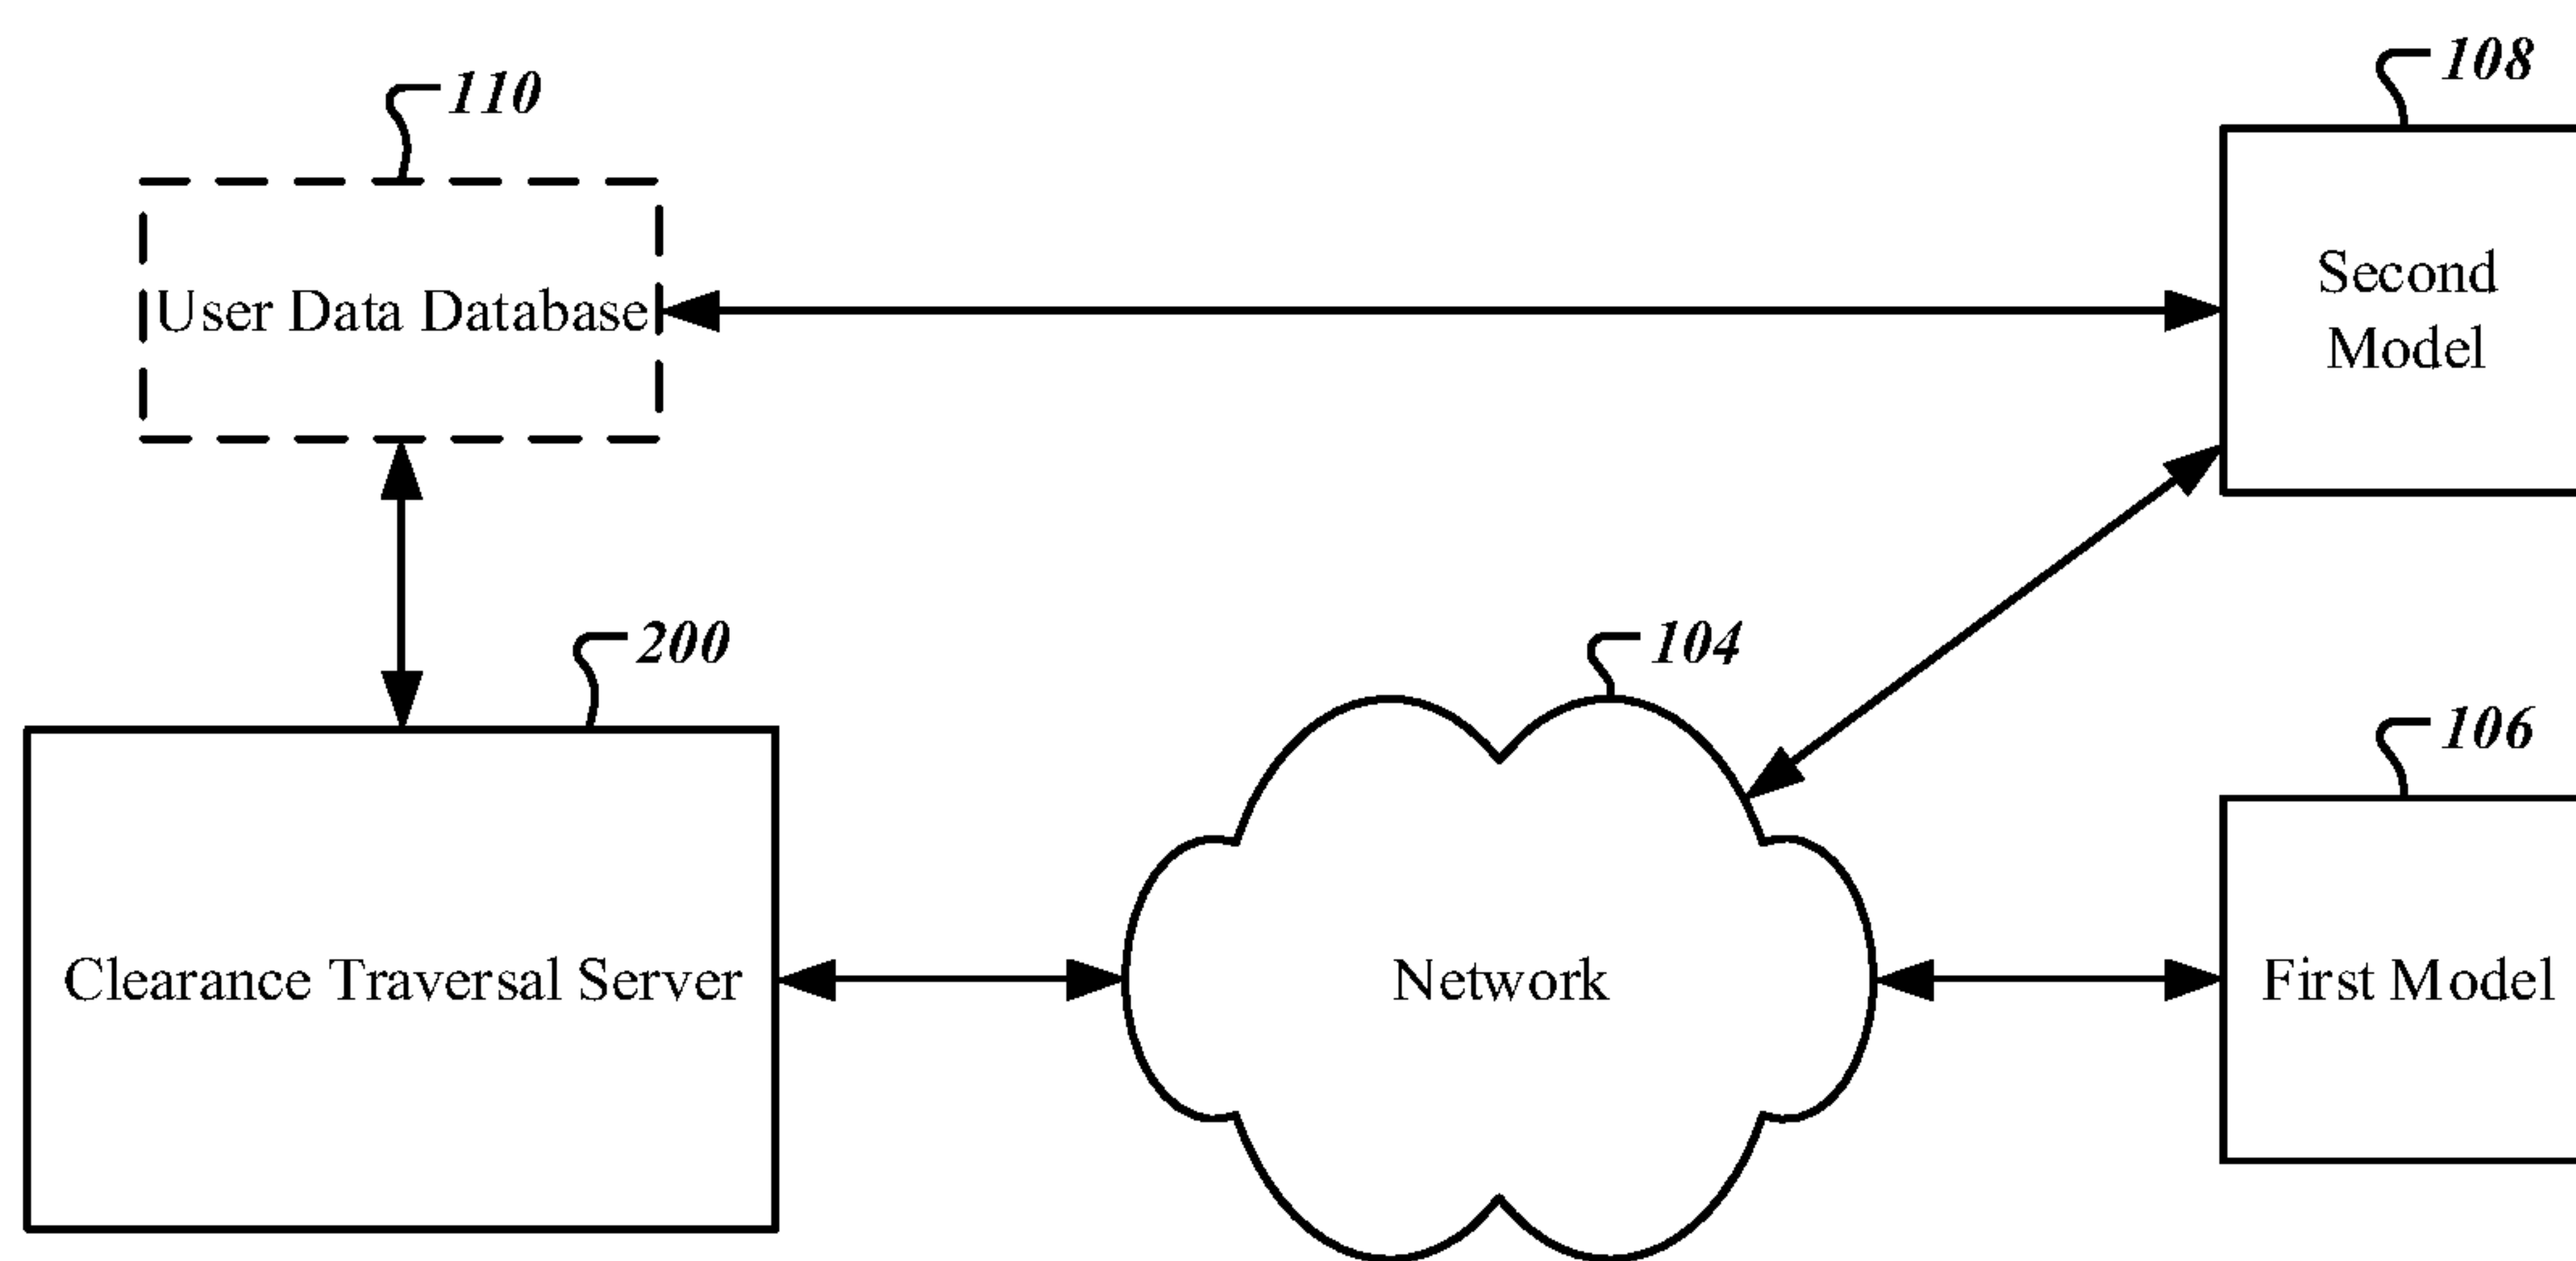 108
110
Second
Model
User Data Database
200
104
106
Clearance Traversal Server
Network
First Model